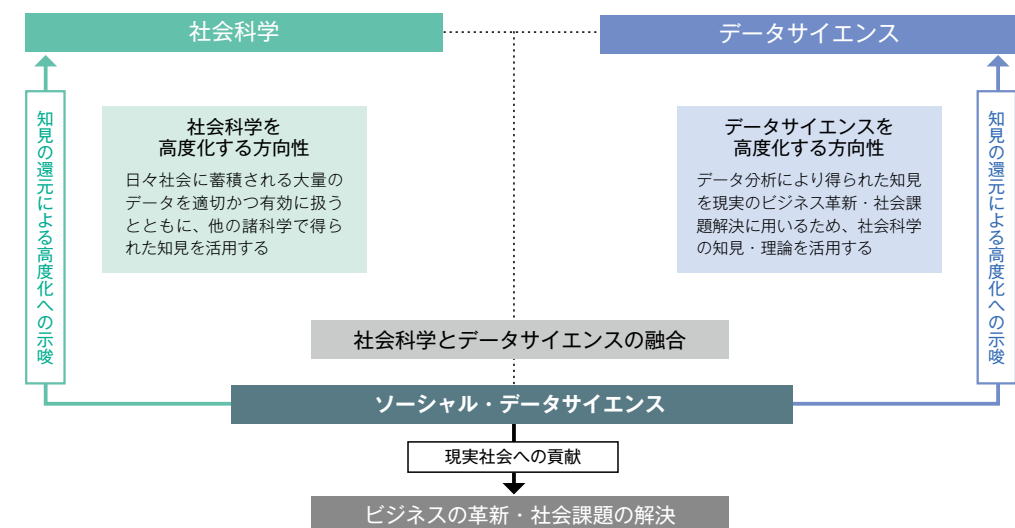 社会科学
データサイエンス
知見の還元による高度化への示唆
社会科学を
高度化する方向性
日々社会に蓄積される大量の
データを適切かつ有効に扱う
とともに、他の諸科学で得ら
れた知見を活用する
データサイエンスを
高度化する方向性
データ分析により得られた知見
を現実のビジネス革新・社会課
題解決に用いるため、社会科学
の知見・理論を活用する
知見の還元による高度化への示唆
社会科学とデータサイエンスの融合
ソーシャル・データサイエンス
現実社会への貢献
ビジネスの革新・社会課題の解決